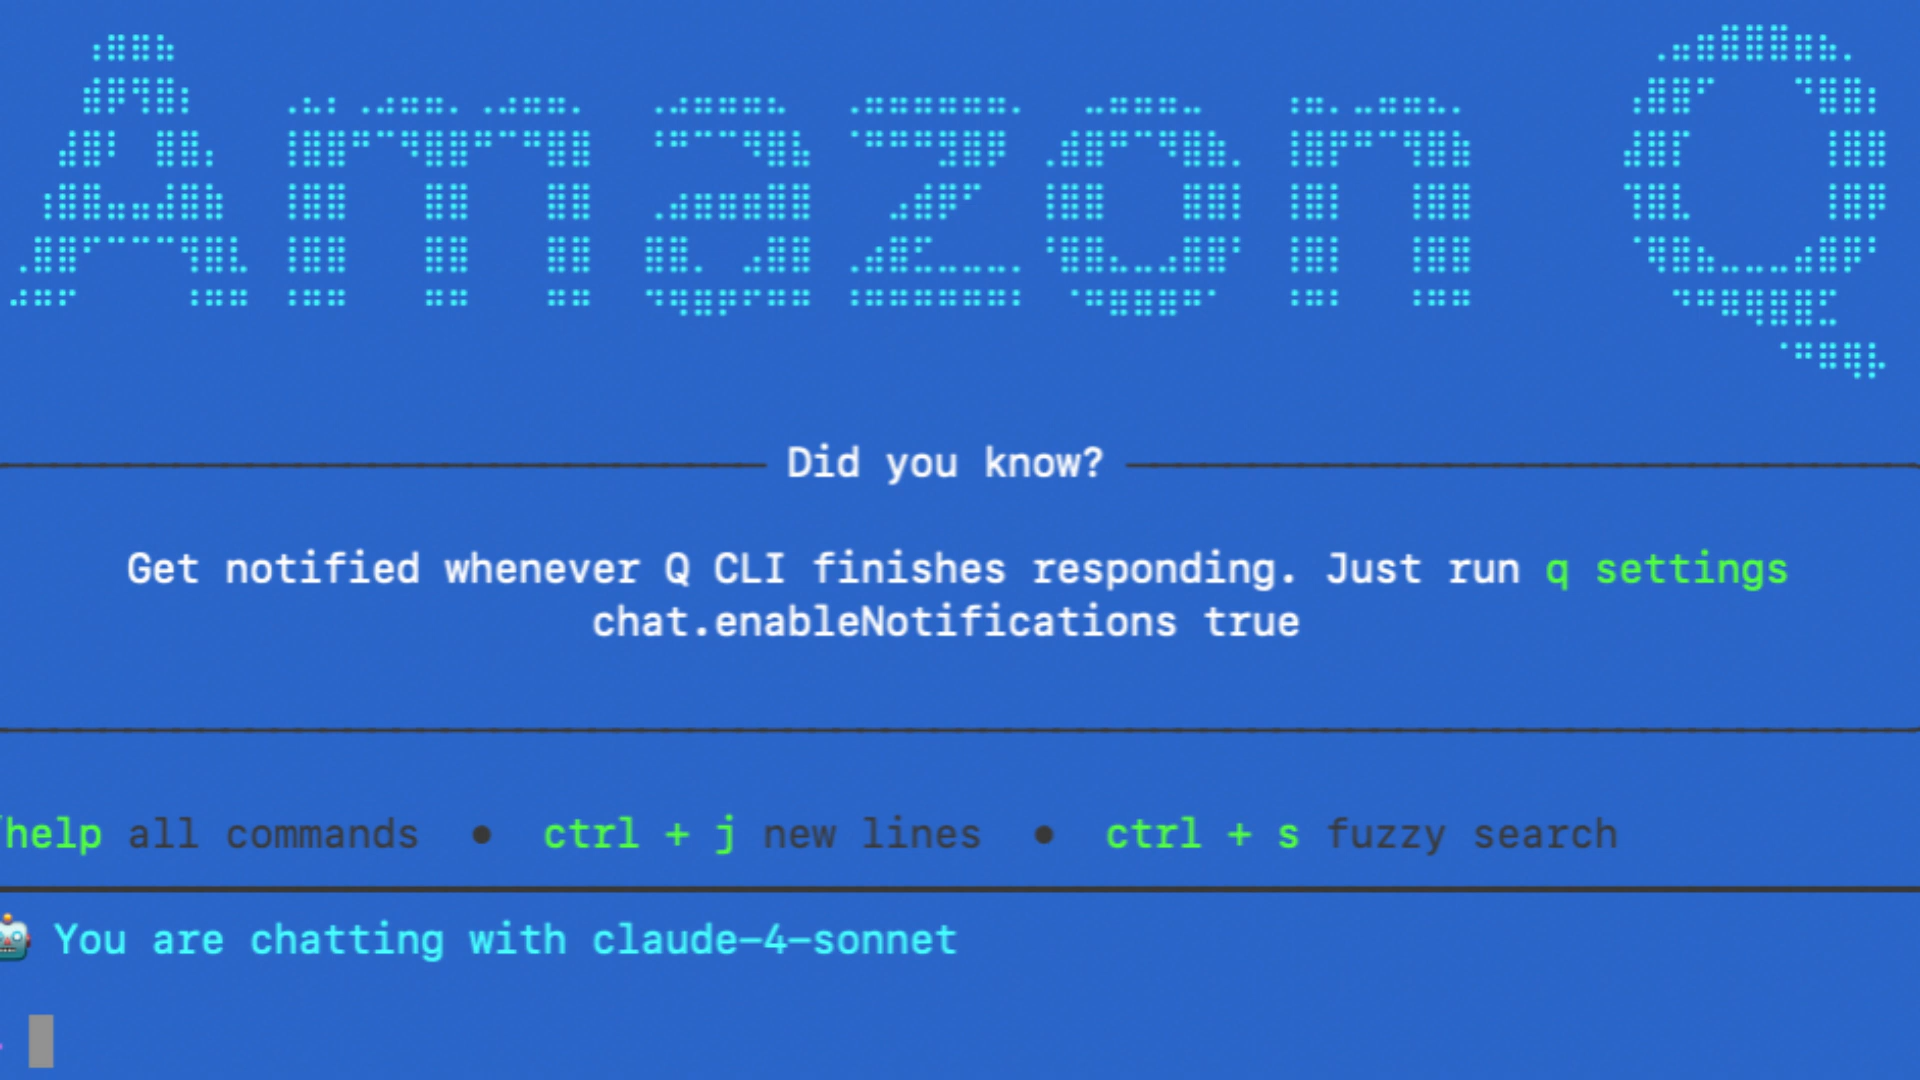 Amazon Q
Did you know?
Get notified whenever Q CLI finishes responding. Just run q settings
chat.enableNotifications true
/help all commands • ctrl + j new lines • ctrl + s fuzzy search
🤖 You are chatting with claude-4-sonnet